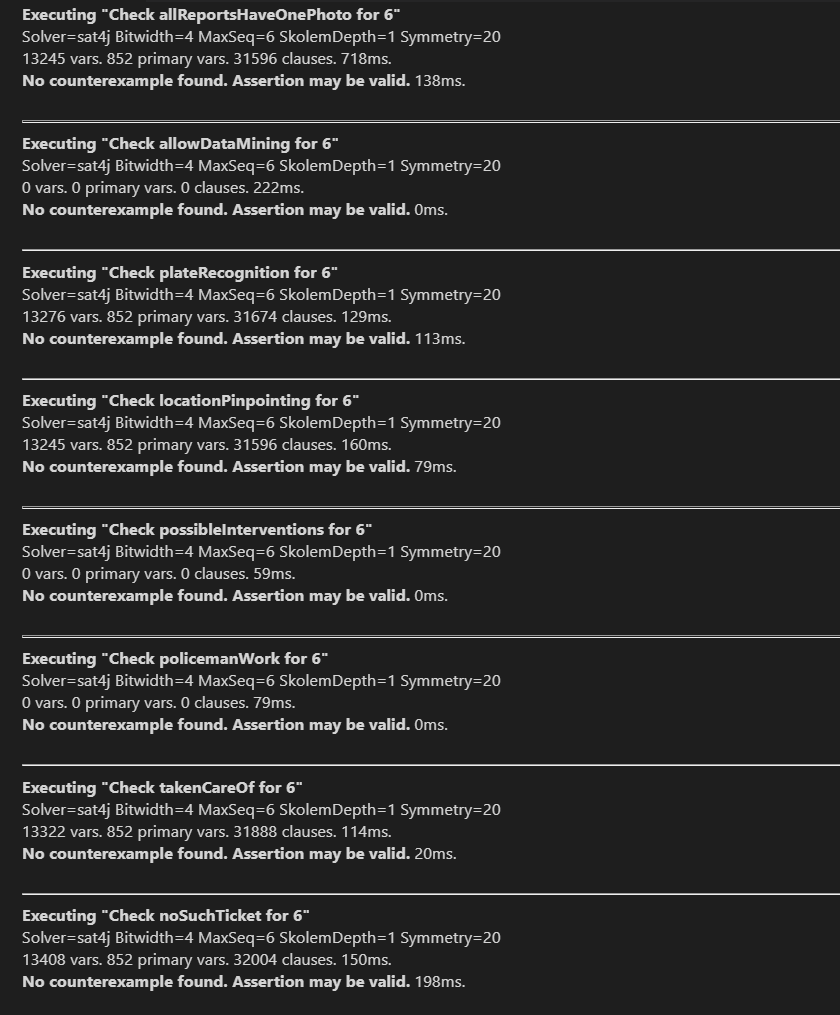 Executing "Check allReportsHaveOnePhoto for 6"
Solver=sat4j Bitwidth=4 MaxSeq=6 SkolemDepth=1 Symmetry=20
13245 vars. 852 primary vars. 31596 clauses. 718ms.
No counterexample found. Assertion may be valid. 138ms.
Executing "Check allowDataMining for 6"
Solver=sat4j Bitwidth=4 MaxSeq=6 SkolemDepth=1 Symmetry=20
0 vars. 0 primary vars. 0 clauses. 222ms.
No counterexample found. Assertion may be valid. 0ms.
Executing "Check plateRecognition for 6"
Solver=sat4j Bitwidth=4 MaxSeq=6 SkolemDepth=1 Symmetry=20
13276 vars. 852 primary vars. 31674 clauses. 129ms.
No counterexample found. Assertion may be valid. 113ms.
Executing "Check locationPinpointing for 6"
Solver=sat4j Bitwidth=4 MaxSeq=6 SkolemDepth=1 Symmetry=20
13245 vars. 852 primary vars. 31596 clauses. 160ms.
No counterexample found. Assertion may be valid. 79ms.
Executing "Check possibleInterventions for 6"
Solver=sat4j Bitwidth=4 MaxSeq=6 SkolemDepth=1 Symmetry=20
0 vars. 0 primary vars. 0 clauses. 59ms.
No counterexample found. Assertion may be valid. 0ms.
Executing "Check policemanWork for 6"
Solver=sat4j Bitwidth=4 MaxSeq=6 SkolemDepth=1 Symmetry=20
0 vars. 0 primary vars. 0 clauses. 79ms.
No counterexample found. Assertion may be valid. 0ms.
Executing "Check takenCareOf for 6"
Solver=sat4j Bitwidth=4 MaxSeq=6 SkolemDepth=1 Symmetry=20
13322 vars. 852 primary vars. 31888 clauses. 114ms.
No counterexample found. Assertion may be valid. 20ms.
Executing "Check noSuchTicket for 6"
Solver=sat4j Bitwidth=4 MaxSeq=6 SkolemDepth=1 Symmetry=20
13408 vars. 852 primary vars. 32004 clauses. 150ms.
No counterexample found. Assertion may be valid. 198ms.